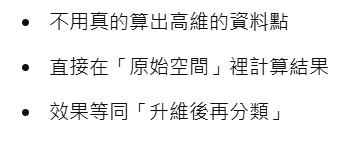 • 不用真的算出高維的資料點
• 直接在「原始空間」裡計算結果
• 效果等同「升維後再分類」